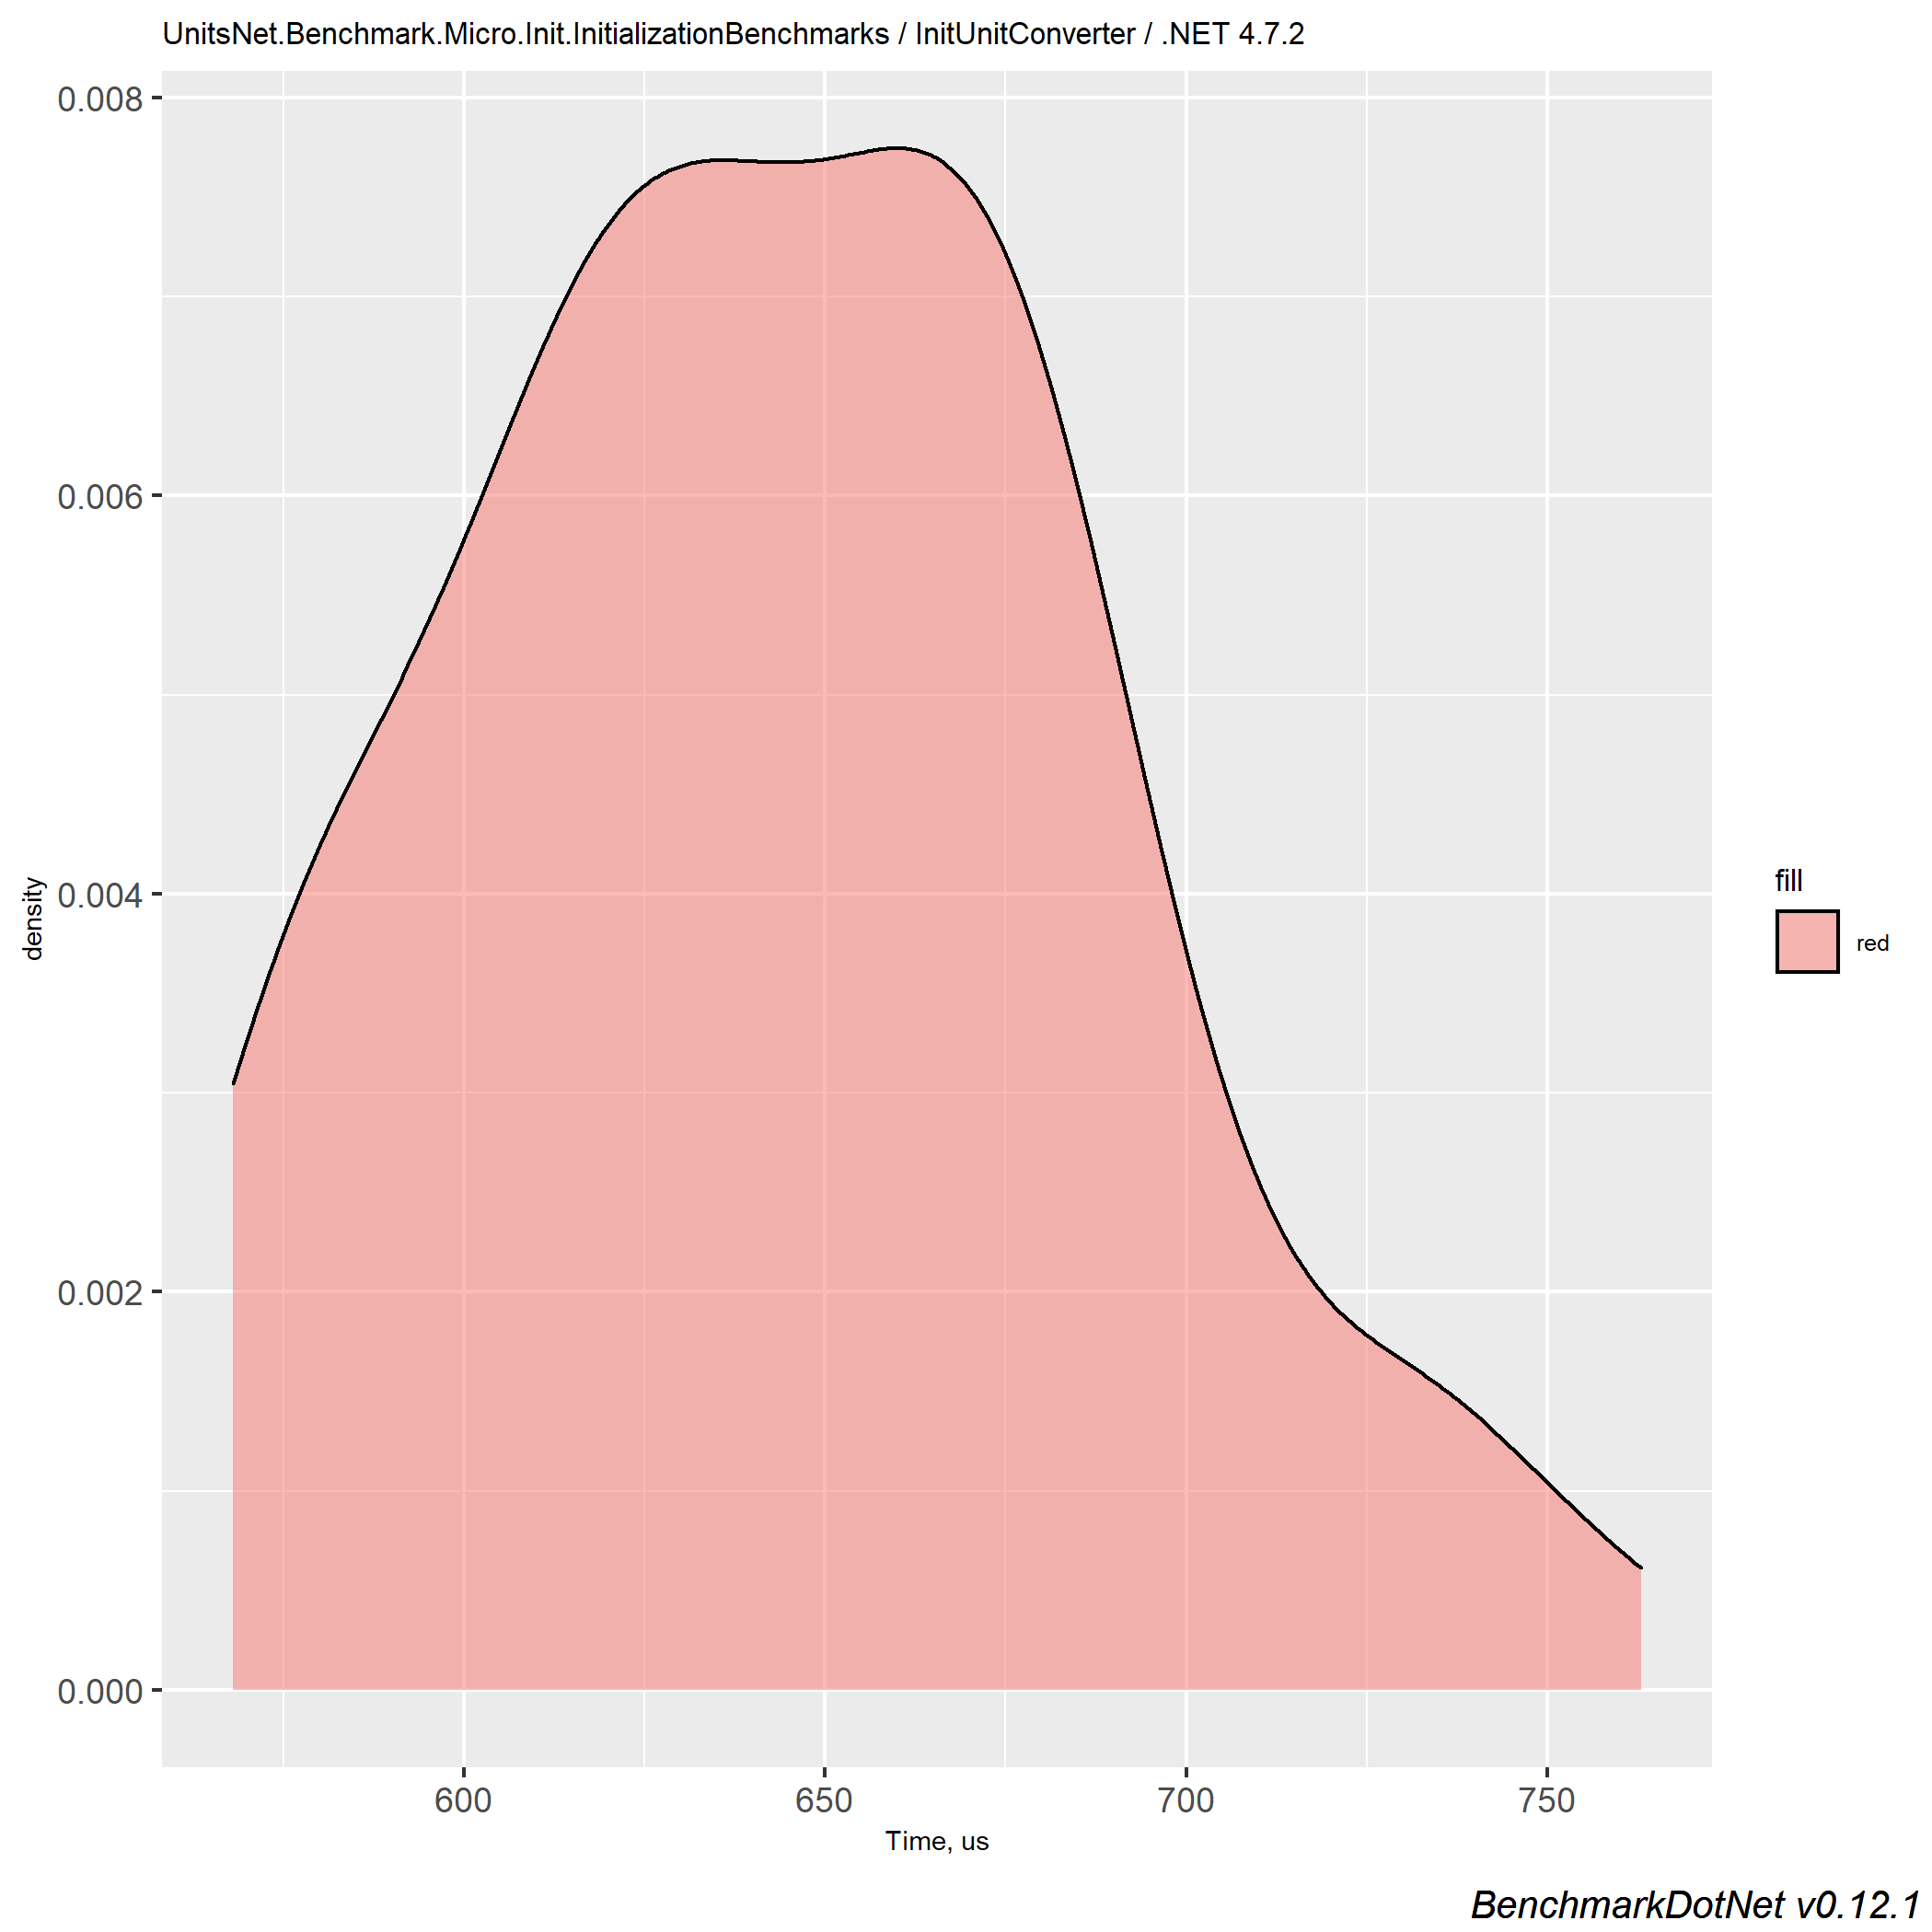 UnitsNet.Benchmark.Micro.Init.InitializationBenchmarks / InitUnitConverter / .NET 4.7.2
0.008
0.006
0.004
0.002
0.000
density
600 650 700 750
Time, us
fill
red
BenchmarkDotNet v0.12.1